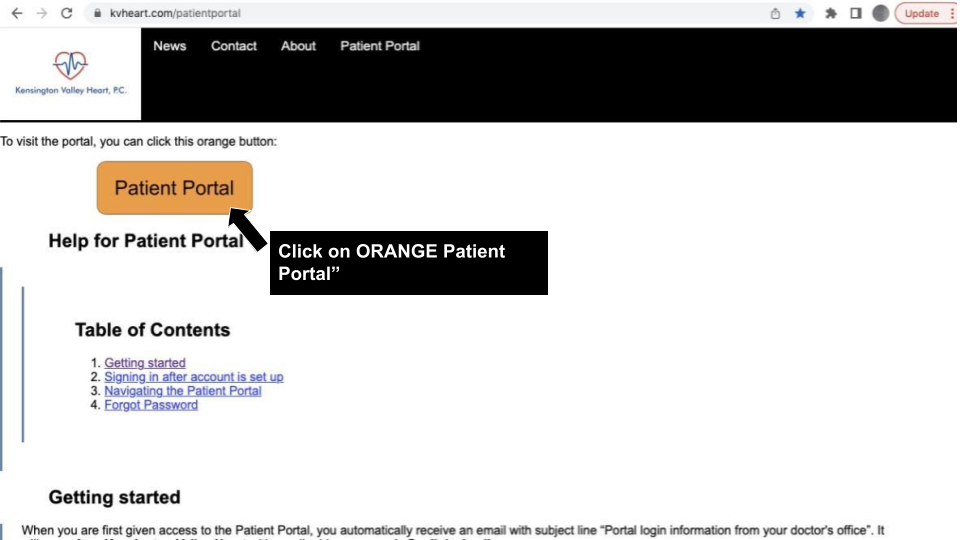 kvheart.com/patientportal
Update
News Contact About Patient Portal
Kensington Valley Heart, P.C.
To visit the portal, you can click this orange button:
Patient Portal
Help for Patient Portal
Click on ORANGE Patient
Portal”
Table of Contents
1. Getting started
2. Signing in after account is set up
3. Navigating the Patient Portal
4. Forgot Password
Getting started
When you are first given access to the Patient Portal, you automatically receive an email with subject line “Portal login information from your doctor's office”. It